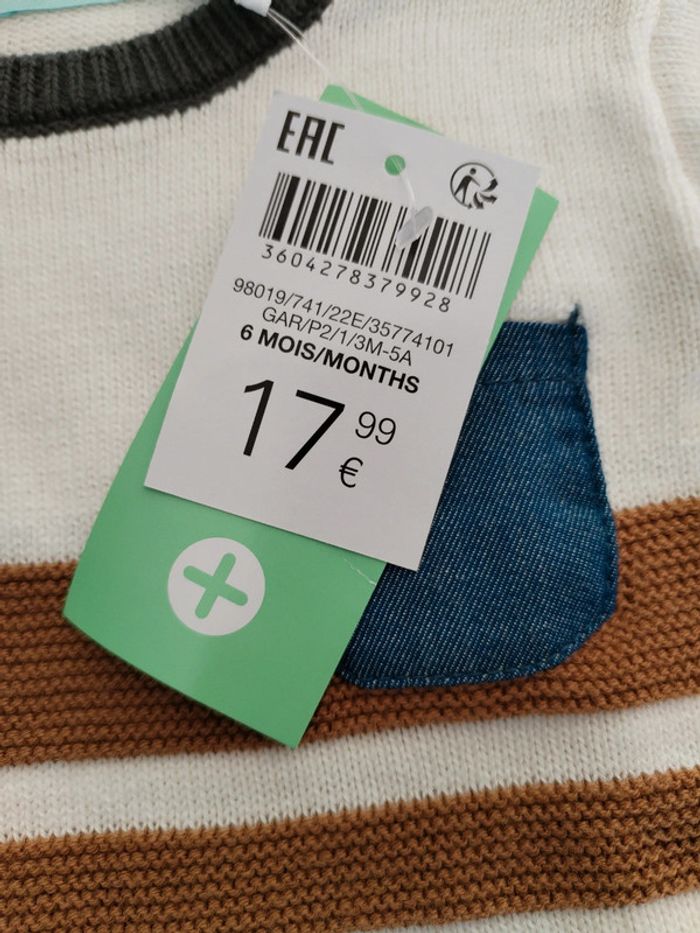 EAC
3604278379928
98019/741/22E/35774101
GAR/P2/1/3M-5A
6 MOIS/MONTHS
17 99
€